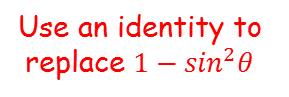 Use an identity to
replace 1 − sin²θ